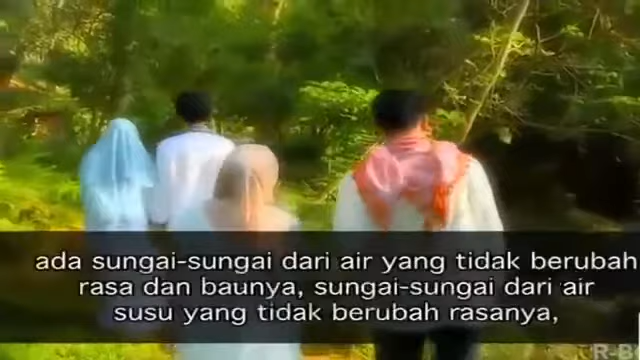 ada sungai-sungai dari air yang tidak berubah
rasa dan baunya, sungai-sungai dari air
susu yang tidak berubah rasanya,